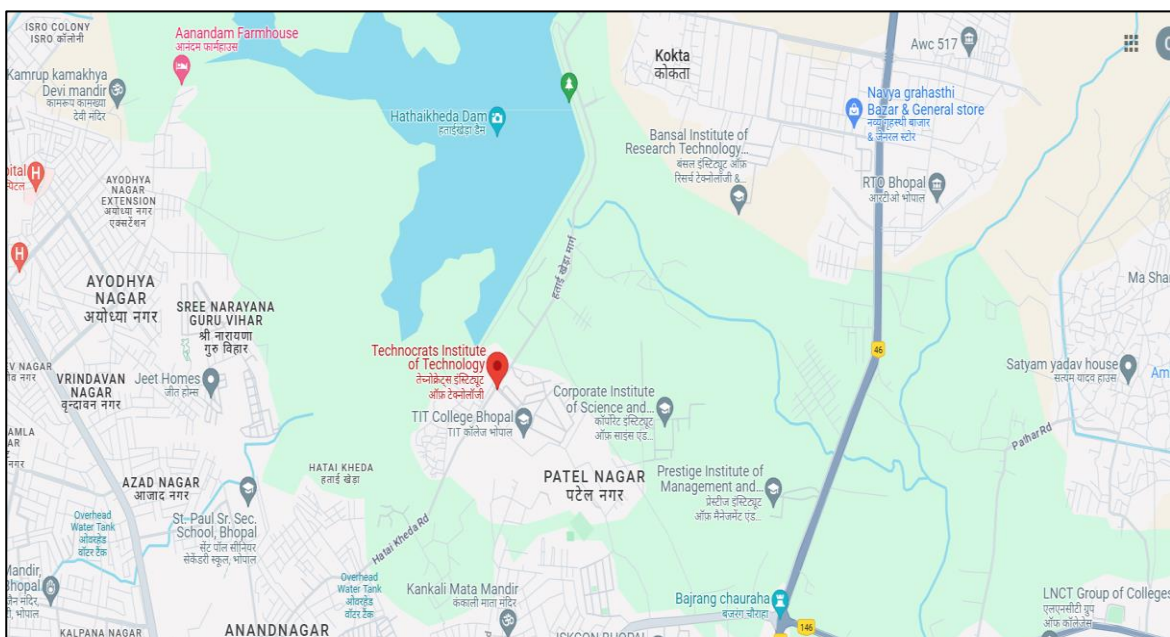 ISRO COLONY
ISRO कॉलोनी
Aanandam Farmhouse
आनंदम फार्महाउस
Kamrup kamakhya
Devi mandir
कामरूप कामख्या
देवी मंदिर
Hathaikheda Dam
हताईखेड़ा डैम
Kokta
कोकता
Awc 517
Navya grahasthi
Bazar & General store
नव्य गृहस्थी बाजार
& जनरल स्टोर
Bansal Institute of
Research Technology...
बंसल इंस्टिट्यूट ऑफ़
रिसर्च टेक्नोलॉजी &...
RTO Bhopal
आरटीओ भोपाल
H
H
AYODHYA
NAGAR
EXTENSION
अयोध्या नगर
एक्सटेंशन
हताई खेड़ा मार्ग
AYODHYA
NAGAR
अयोध्या नगर
SREE NARAYANA
GURU VIHAR
श्री नारायणा
गुरु विहार
Ma Shar
46
Technocrats Institute
of Technology
तेक्नोक्रेट्स इंस्टिट्यूट
ऑफ़ टेक्नोलॉजी
Satyam yadav house
सत्यम यादव हाउस
Am
VRINDAVAN
NAGAR
वृन्दावन नगर
Jeet Homes
जीत होम्स
Corporate Institute
of Science and...
कॉर्पोरेट इंस्टिट्यूट
ऑफ़ साइंस एंड...
TIT College Bhopal
TIT कॉलेज भोपाल
Palhar Rd
HATAI KHEDA
हताई खेड़ा
PATEL NAGAR
पटेल नगर
Prestige Institute of
Management and...
प्रेस्टीज इंस्टिट्यूट
ऑफ़ मैनेजमेंट एंड...
AZAD NAGAR
आजाद नगर
St. Paul Sr. Sec.
School, Bhopal
सेंट पॉल सीनियर
सेकेंडरी स्कूल, भोपाल
Overhead
Water Tank
ओवरहेड
वॉटर टैंक
Hatai Kheda Rd
Overhead
Water Tank
ओवरहेड
वॉटर टैंक
Kankali Mata Mandir
कंकाली माता मंदिर
Bajrang chauraha
बजरंग चौराहा
146
LNCT Group of Colleges
एलएनसीटी ग्रुप
ऑफ कॉलेजेस
KALPANA NAGAR
ANANDNAGAR
ISKCON BHOPAL